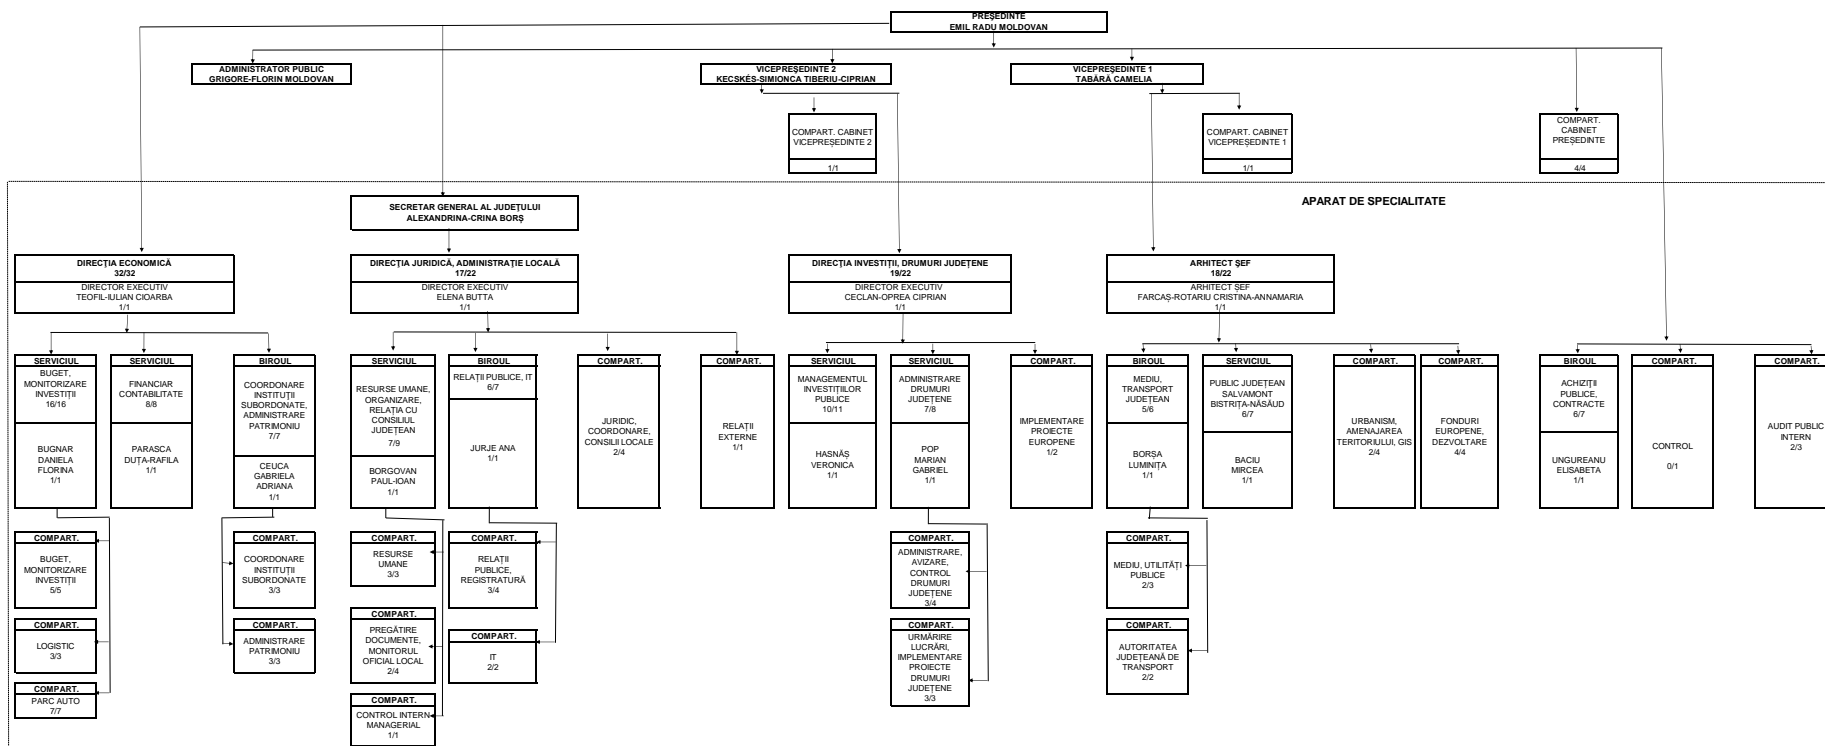 PREȘEDINTE
EMIL RADU MOLDOVAN
ADMINISTRATOR PUBLIC
GRIGORE-FLORIN MOLDOVAN
VICEPREȘEDINTE 2
KECSKÉS-SIMIONCA TIBERIU-CIPRIAN
VICEPREȘEDINTE 1
TABĂRĂ CAMELIA
COMPART. CABINET
VICEPREȘEDINTE 2
1/1
COMPART. CABINET
VICEPREȘEDINTE 1
1/1
COMPART.
CABINET
PREȘEDINTE
4/4
APARAT DE SPECIALITATE
SECRETAR GENERAL AL JUDEȚULUI
ALEXANDRINA-CRINA BORȘ
DIRECȚIA ECONOMICĂ
32/32
DIRECTOR EXECUTIV
TEOFIL-IULIAN CIOARBA
1/1
DIRECȚIA JURIDICĂ, ADMINISTRAȚIE LOCALĂ
17/22
DIRECTOR EXECUTIV
ELENA BUTTA
1/1
DIRECȚIA INVESTIȚII, DRUMURI JUDEȚENE
19/22
DIRECTOR EXECUTIV
CECLAN-OPREA CIPRIAN
1/1
ARHITECT ȘEF
18/22
ARHITECT ȘEF
FARCAȘ-ROTARIU CRISTINA-ANNAMARIA
1/1
SERVICIUL
BUGET,
MONITORIZARE
INVESTIȚII
16/16
BUGNAR
DANIELA
FLORINA
1/1
SERVICIUL
FINANCIAR
CONTABILITATE
8/8
PARASCA
DUȚA-RAFILA
1/1
BIROUL
COORDONARE
INSTITUȚII
SUBORDONATE,
ADMINISTRARE
PATRIMONIU
7/7
CEUCA
GABRIELA
ADRIANA
1/1
SERVICIUL
RESURSE UMANE,
ORGANIZARE,
RELAȚIA CU
CONSILIUL
JUDEȚEAN
7/9
BORGOVAN
PAUL-IOAN
1/1
BIROUL
RELAȚII PUBLICE, IT
6/7
JURJE ANA
1/1
COMPART.
JURIDIC,
COORDONARE,
CONSILII LOCALE
2/4
COMPART.
RELAȚII
EXTERNE
1/1
SERVICIUL
MANAGEMENTUL
INVESTIȚIILOR
PUBLICE
10/11
HASNĂȘ
VERONICA
1/1
SERVICIUL
ADMINISTRARE
DRUMURI
JUDEȚENE
7/8
POP
MARIAN
GABRIEL
1/1
COMPART.
IMPLEMENTARE
PROIECTE
EUROPENE
1/2
BIROUL
MEDIU,
TRANSPORT
JUDEȚEAN
5/6
BORȘA
LUMINIȚA
1/1
SERVICIUL
PUBLIC JUDEȚEAN
SALVAMONT
BISTRIȚA-NĂSĂUD
6/7
BACIU
MIRCEA
1/1
COMPART.
URBANISM,
AMENAJAREA
TERITORIULUI, GIS
2/4
COMPART.
FONDURI
EUROPENE,
DEZVOLTARE
4/4
BIROUL
ACHIZIȚII
PUBLICE,
CONTRACTE
6/7
UNGUREANU
ELISABETA
1/1
COMPART.
CONTROL
0/1
COMPART.
AUDIT PUBLIC
INTERN
2/3
COMPART.
BUGET,
MONITORIZARE
INVESTIȚII
5/5
COMPART.
LOGISTIC
3/3
COMPART.
PARC AUTO
7/7
COMPART.
COORDONARE
INSTITUȚII
SUBORDONATE
3/3
COMPART.
ADMINISTRARE
PATRIMONIU
3/3
COMPART.
RESURSE
UMANE
3/3
COMPART.
PREGĂTIRE
DOCUMENTE,
MONITORUL
OFICIAL LOCAL
2/4
COMPART.
CONTROL INTERN
MANAGERIAL
1/1
COMPART.
RELAȚII
PUBLICE,
REGISTRATURĂ
3/4
COMPART.
IT
2/2
COMPART.
ADMINISTRARE,
AVIZARE,
CONTROL
DRUMURI
JUDEȚENE
3/4
COMPART.
URMĂRIRE
LUCRĂRI,
IMPLEMENTARE
PROIECTE
DRUMURI
JUDEȚENE
3/3
COMPART.
MEDIU, UTILITĂȚI
PUBLICE
2/3
COMPART.
AUTORITATEA
JUDEȚEANĂ DE
TRANSPORT
2/2